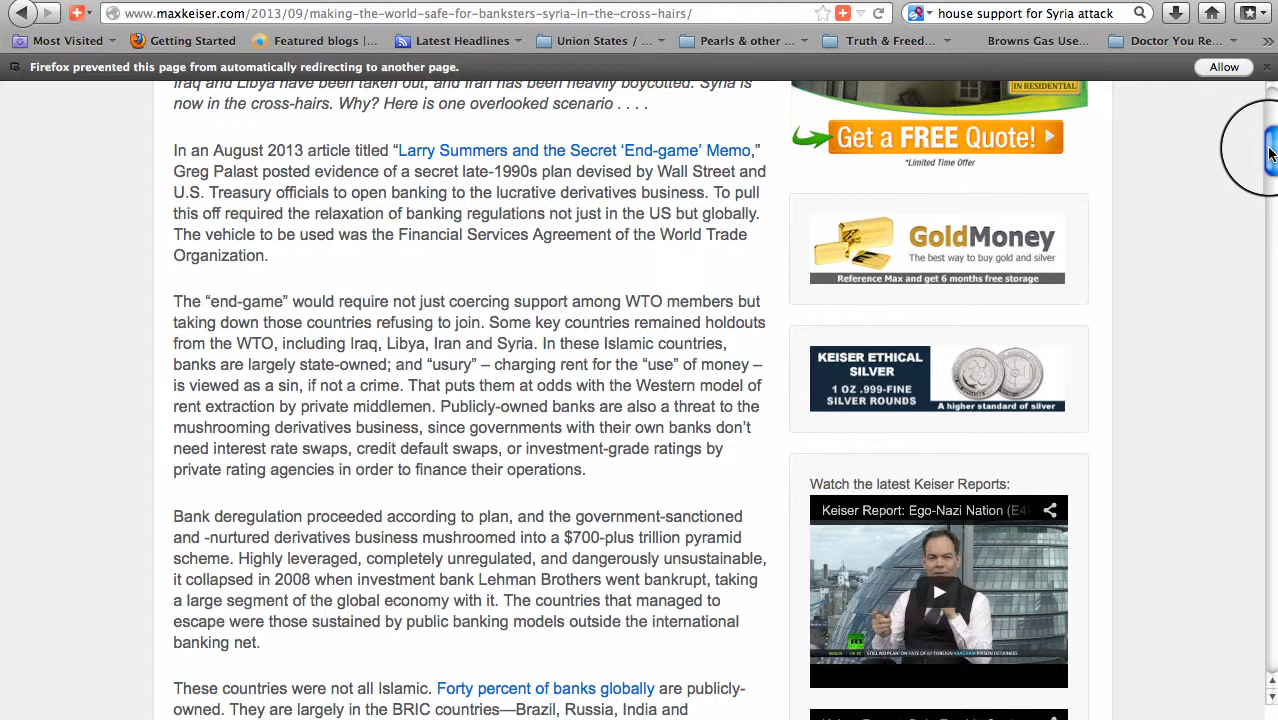 www.maxkeiser.com/2013/09/making-the-world-safe-for-banksters-syria-in-the-cross-hairs/
house support for Syria attack
Most Visited
Getting Started
Featured blogs |...
Latest Headlines
Union States / ...
Pearls & other ...
Truth & Freed...
Browns Gas Use...
Doctor You Re...
Firefox prevented this page from automatically redirecting to another page.
Allow
Iraq and Libya have been taken out, and Iran has been heavily boycotted. Syria is
now in the cross-hairs. Why? Here is one overlooked scenario . . . .
In an August 2013 article titled “Larry Summers and the Secret ‘End-game’ Memo,”
Greg Palast posted evidence of a secret late-1990s plan devised by Wall Street and
U.S. Treasury officials to open banking to the lucrative derivatives business. To pull
this off required the relaxation of banking regulations not just in the US but globally.
The vehicle to be used was the Financial Services Agreement of the World Trade
Organization.
The “end-game” would require not just coercing support among WTO members but
taking down those countries refusing to join. Some key countries remained holdouts
from the WTO, including Iraq, Libya, Iran and Syria. In these Islamic countries,
banks are largely state-owned; and “usury” – charging rent for the “use” of money –
is viewed as a sin, if not a crime. That puts them at odds with the Western model of
rent extraction by private middlemen. Publicly-owned banks are also a threat to the
mushrooming derivatives business, since governments with their own banks don’t
need interest rate swaps, credit default swaps, or investment-grade ratings by
private rating agencies in order to finance their operations.
Bank deregulation proceeded according to plan, and the government-sanctioned
and -nurtured derivatives business mushroomed into a $700-plus trillion pyramid
scheme. Highly leveraged, completely unregulated, and dangerously unsustainable,
it collapsed in 2008 when investment bank Lehman Brothers went bankrupt, taking
a large segment of the global economy with it. The countries that managed to
escape were those sustained by public banking models outside the international
banking net.
These countries were not all Islamic. Forty percent of banks globally are publicly-
owned. They are largely in the BRIC countries—Brazil, Russia, India and
IN RESIDENTIAL
Get a FREE Quote!
*Limited Time Offer
GoldMoney
The best way to buy gold and silver
Reference Max and get 6 months free storage
KEISER ETHICAL
SILVER
1 OZ .999-FINE
SILVER ROUNDS
A higher standard of silver
Watch the latest Keiser Reports:
Keiser Report: Ego-Nazi Nation (E4
RT
STILL NO PLAN' ON FATE OF 67 FOREIGN #BAGRAM PRISON DETAINEES